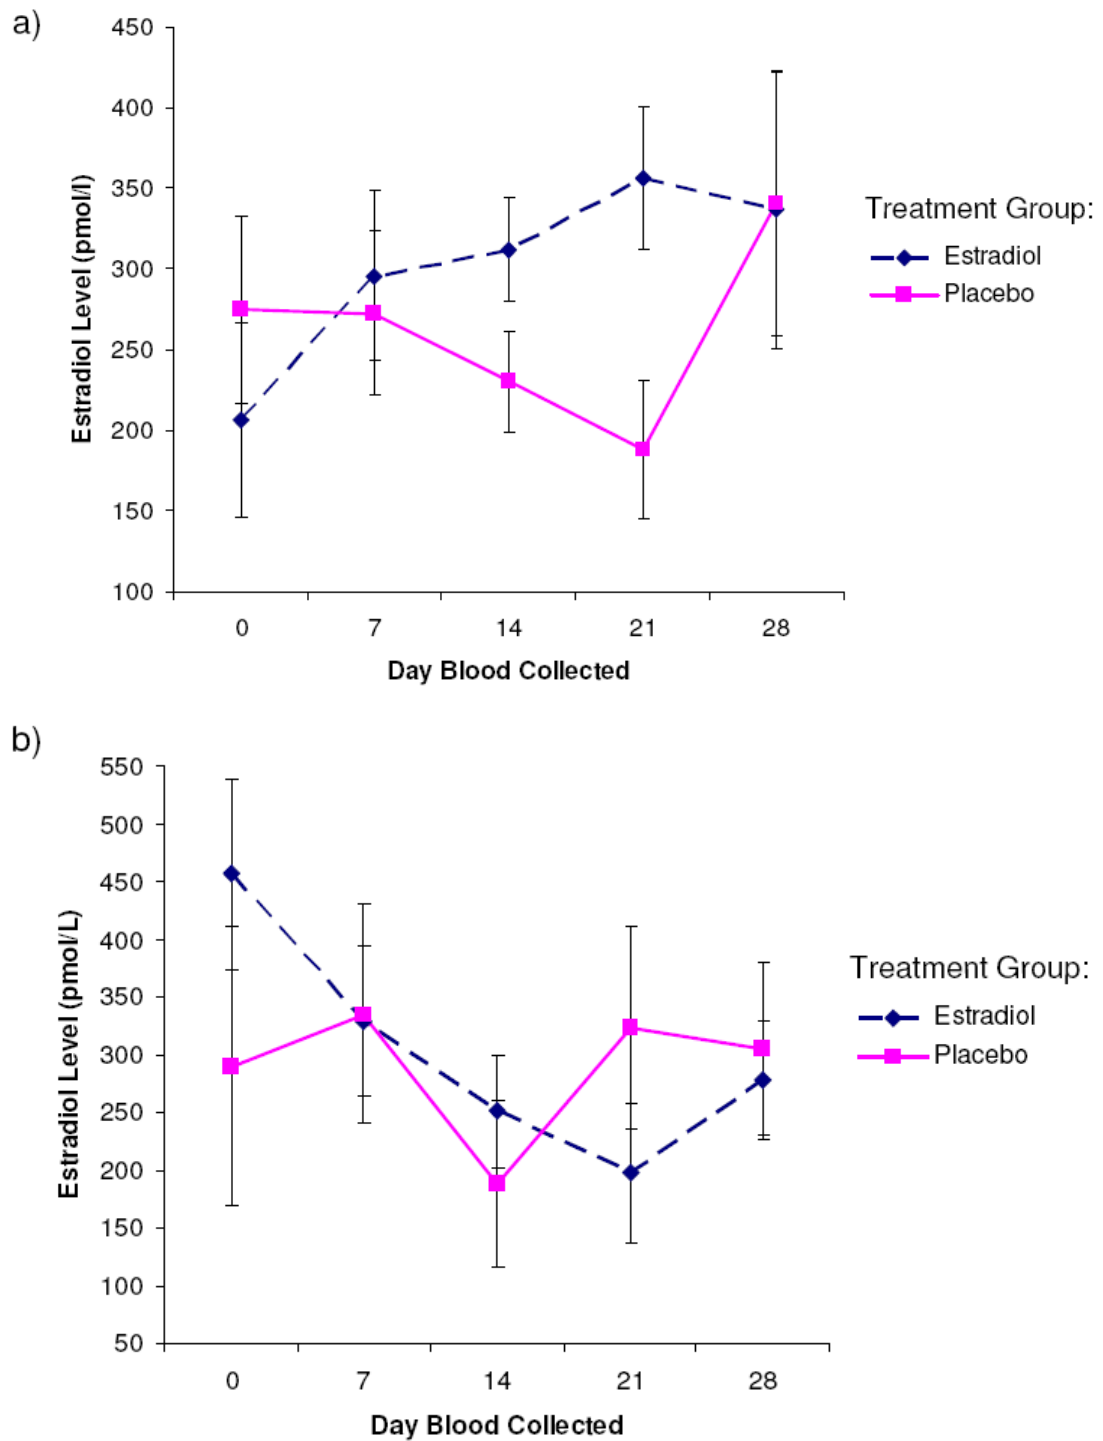 a)
450
400
350
300
250
200
150
100
Estradiol Level (pmol/l)
0 7 14 21 28
Day Blood Collected
Treatment Group:
Estradiol
Placebo
b)
550
500
450
400
350
300
250
200
150
100
50
Estradiol Level (pmol/L)
0 7 14 21 28
Day Blood Collected
Treatment Group:
Estradiol
Placebo